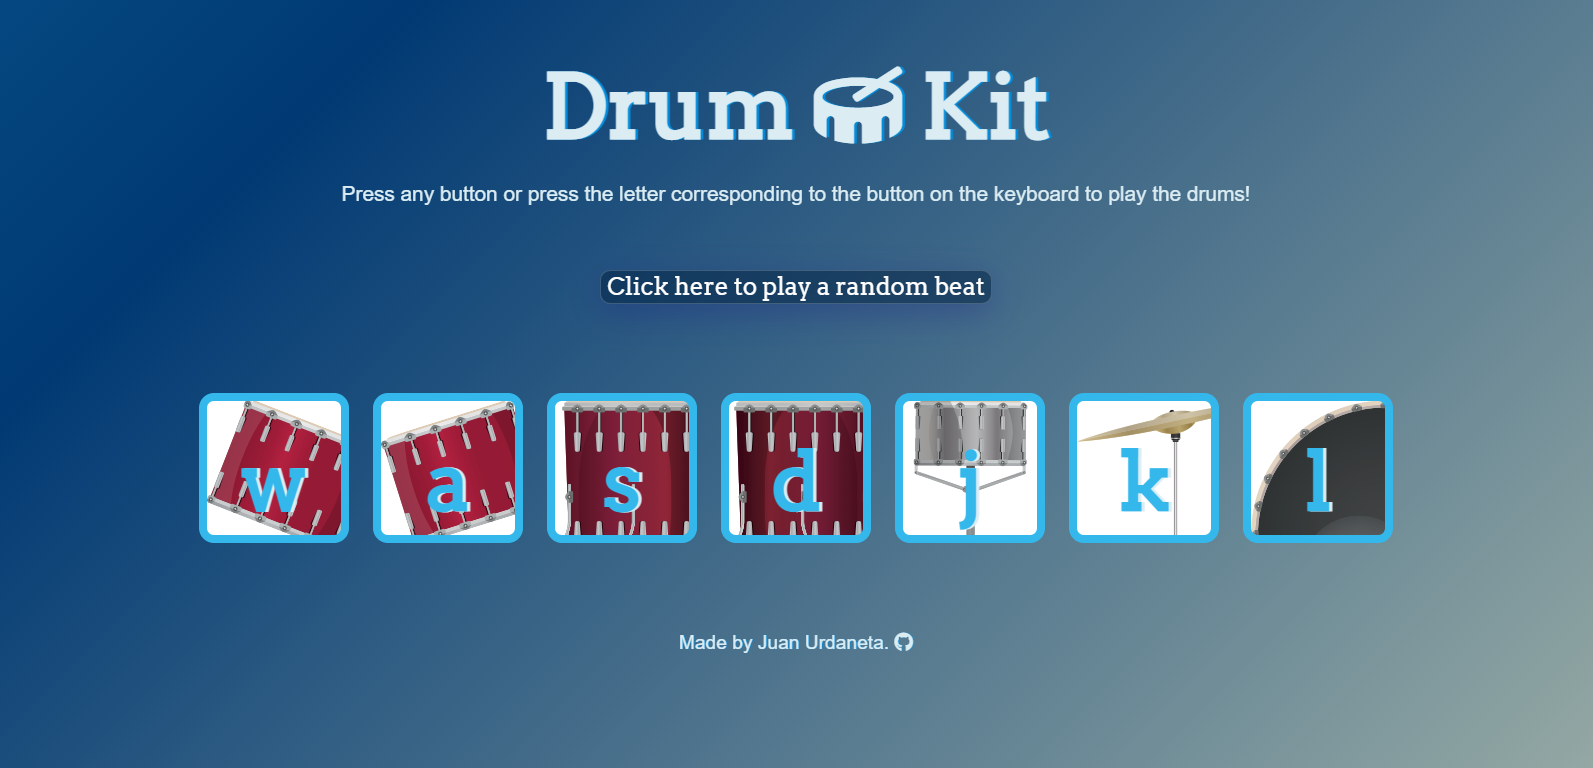 Drum Kit
Press any button or press the letter corresponding to the button on the keyboard to play the drums!
Click here to play a random beat
w a s d j k l
Made by Juan Urdaneta.